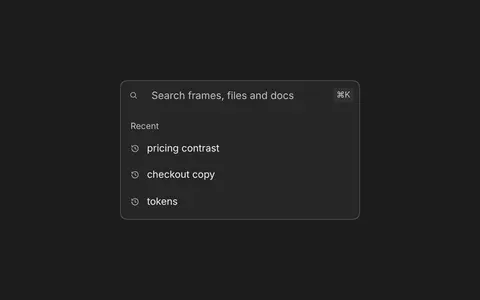 Search frames, files and docs ⌘K
Recent
pricing contrast
checkout copy
tokens